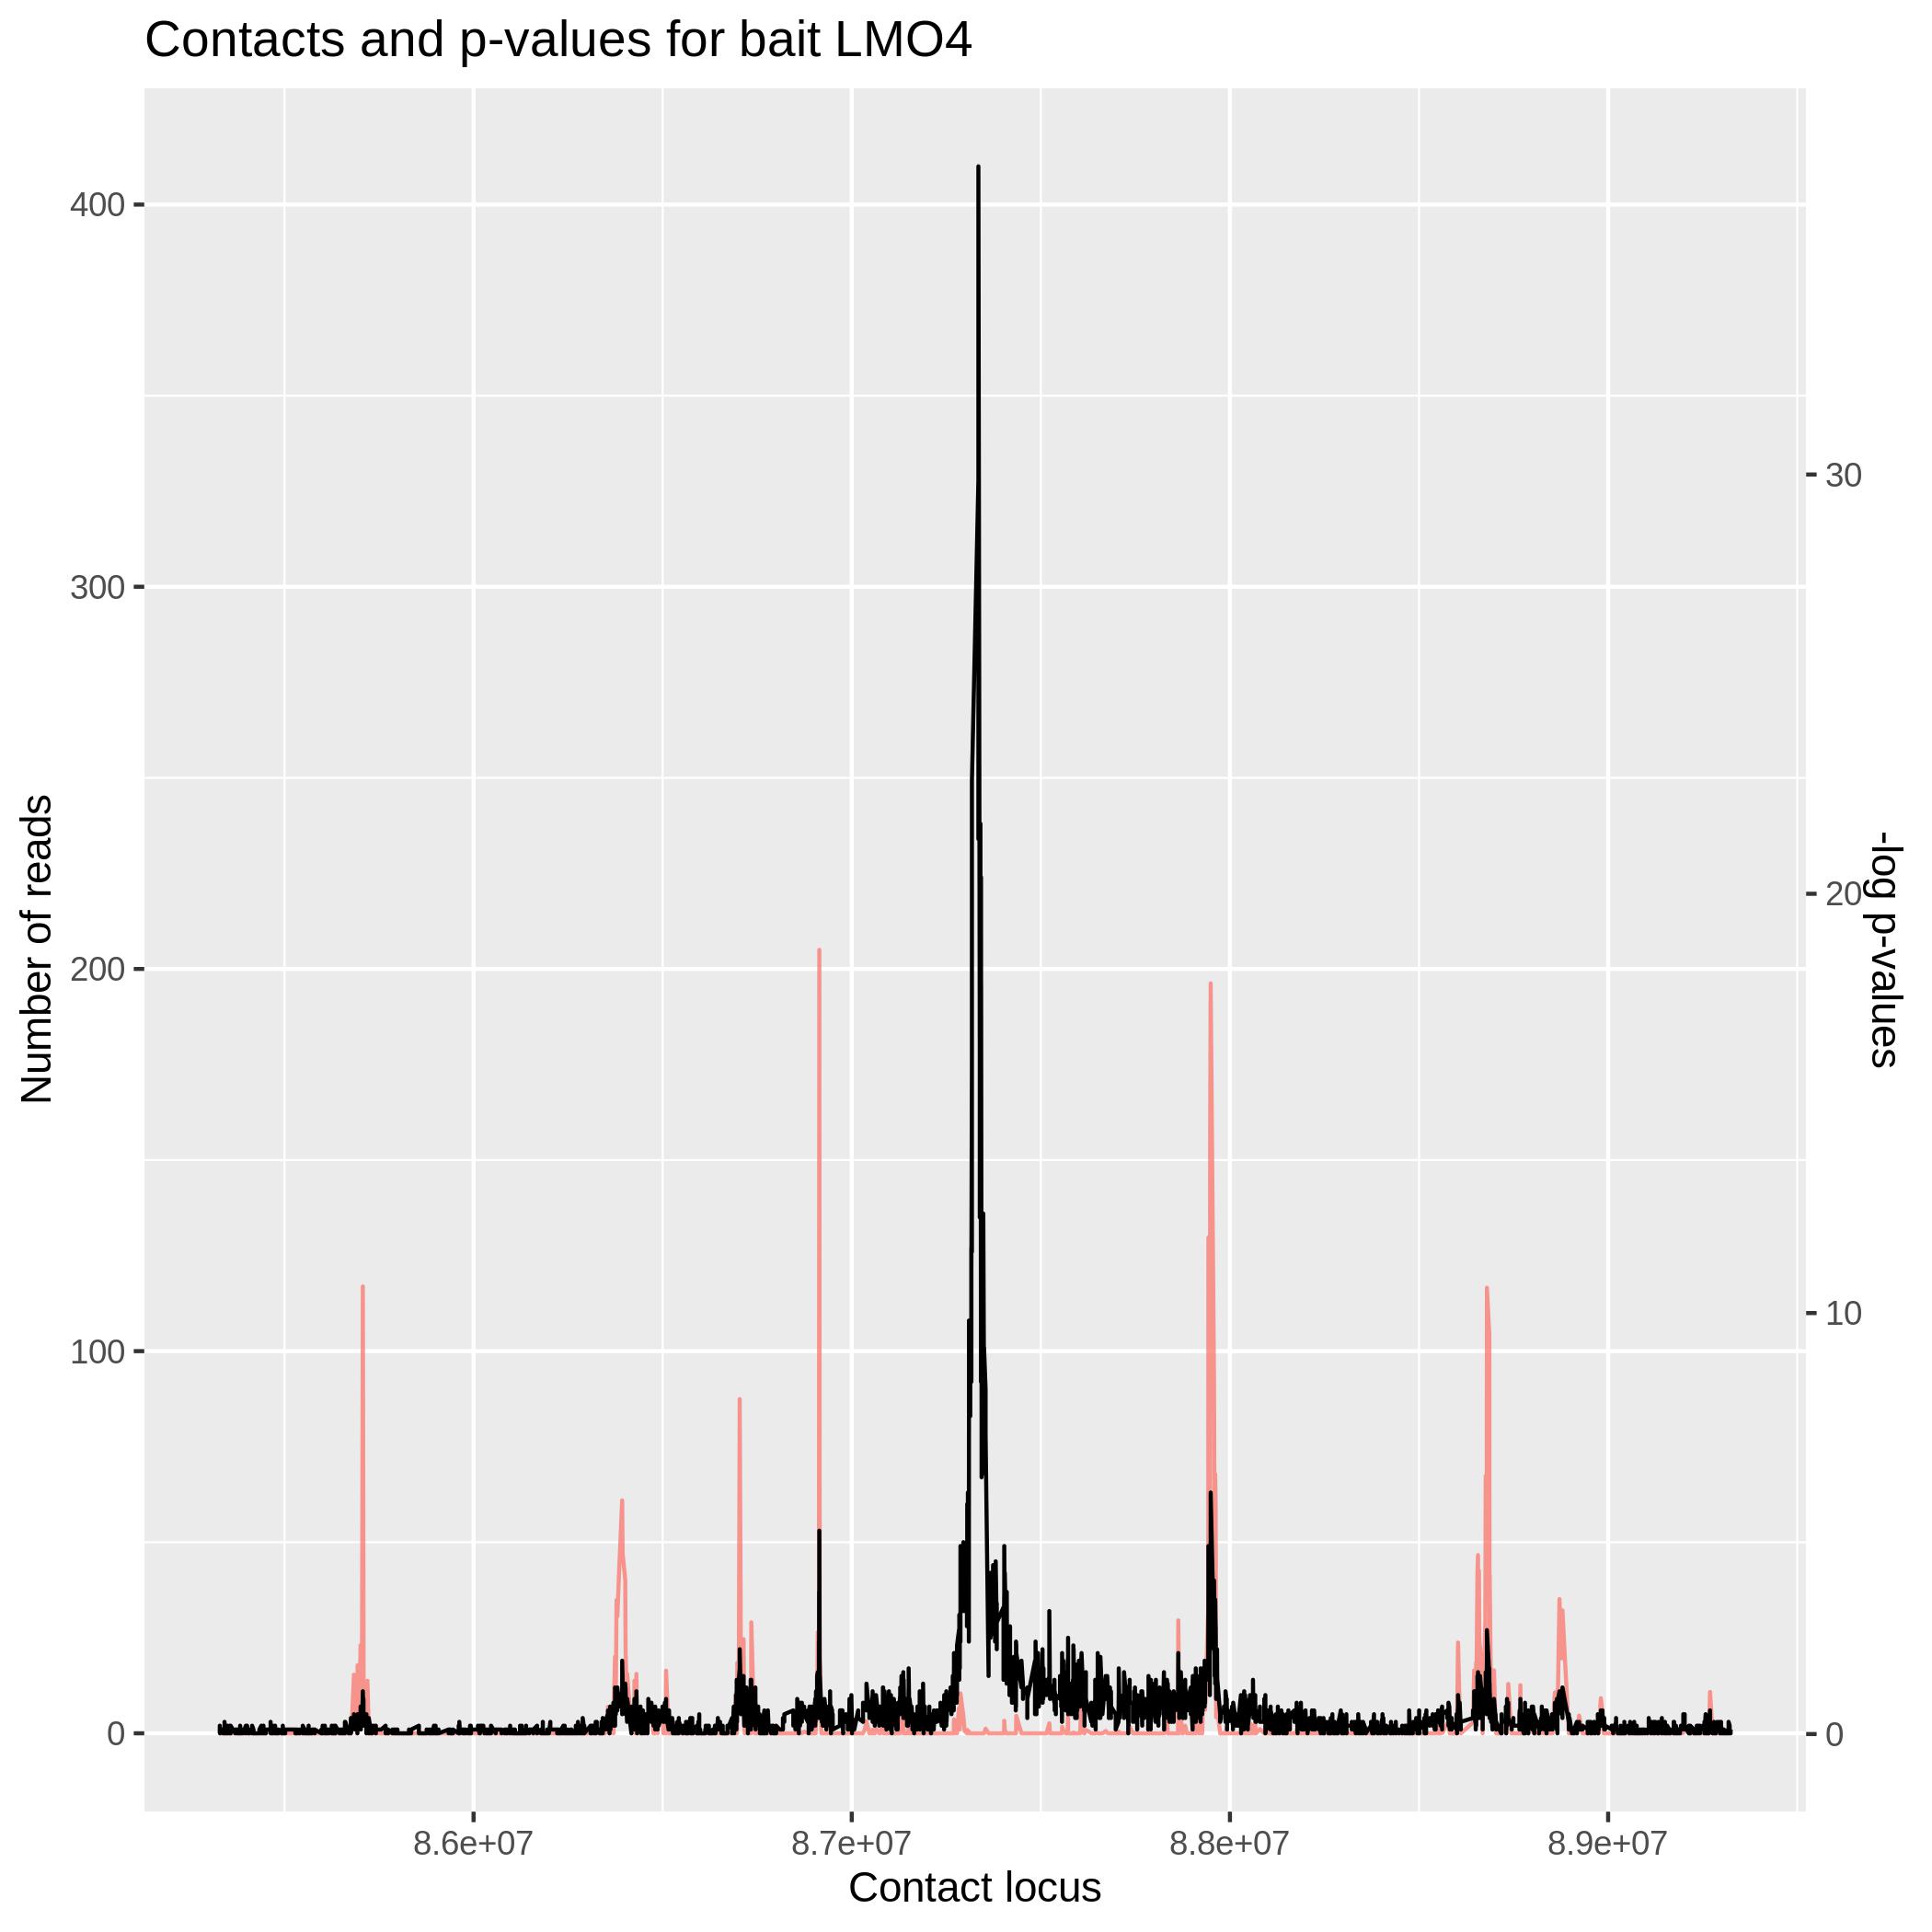 Contacts and p-values for bait LMO4
400
300
200
100
0
Number of reads
30
20
10
0
-log p-values
8.6e+07
8.7e+07
8.8e+07
8.9e+07
Contact locus